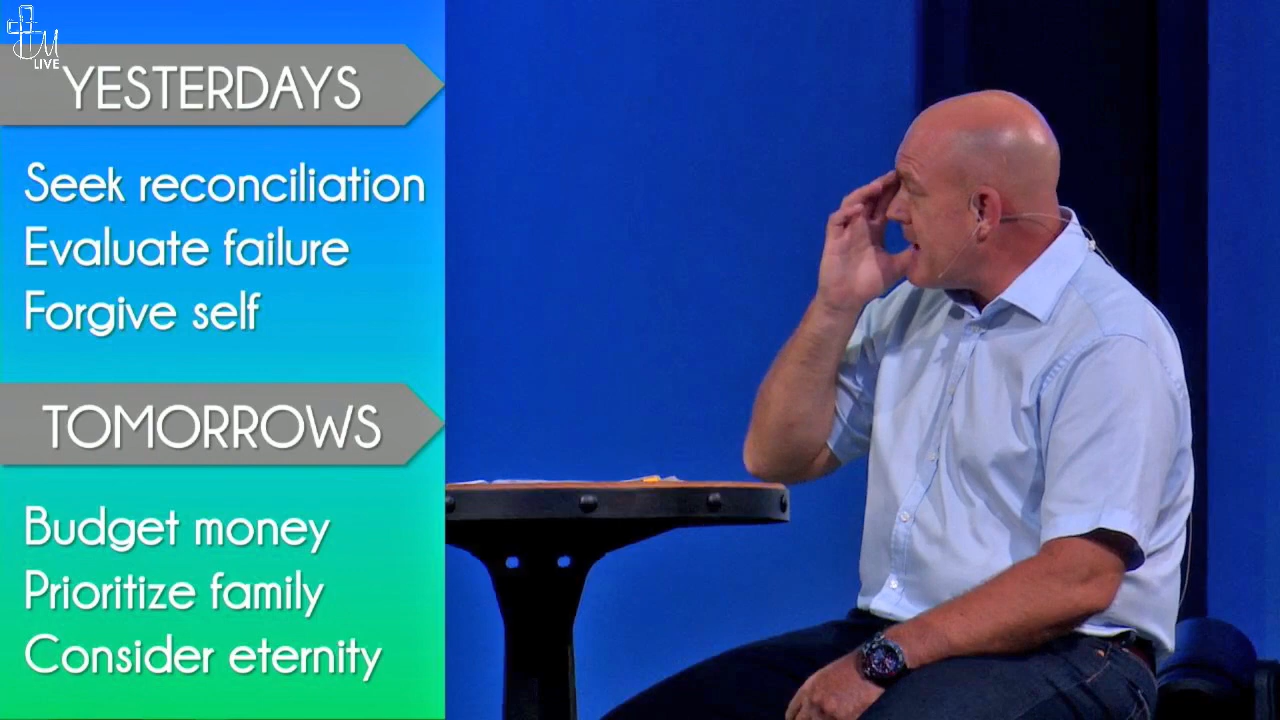 LIVE
YESTERDAYS
Seek reconciliation
Evaluate failure
Forgive self
TOMORROWS
Budget money
Prioritize family
Consider eternity